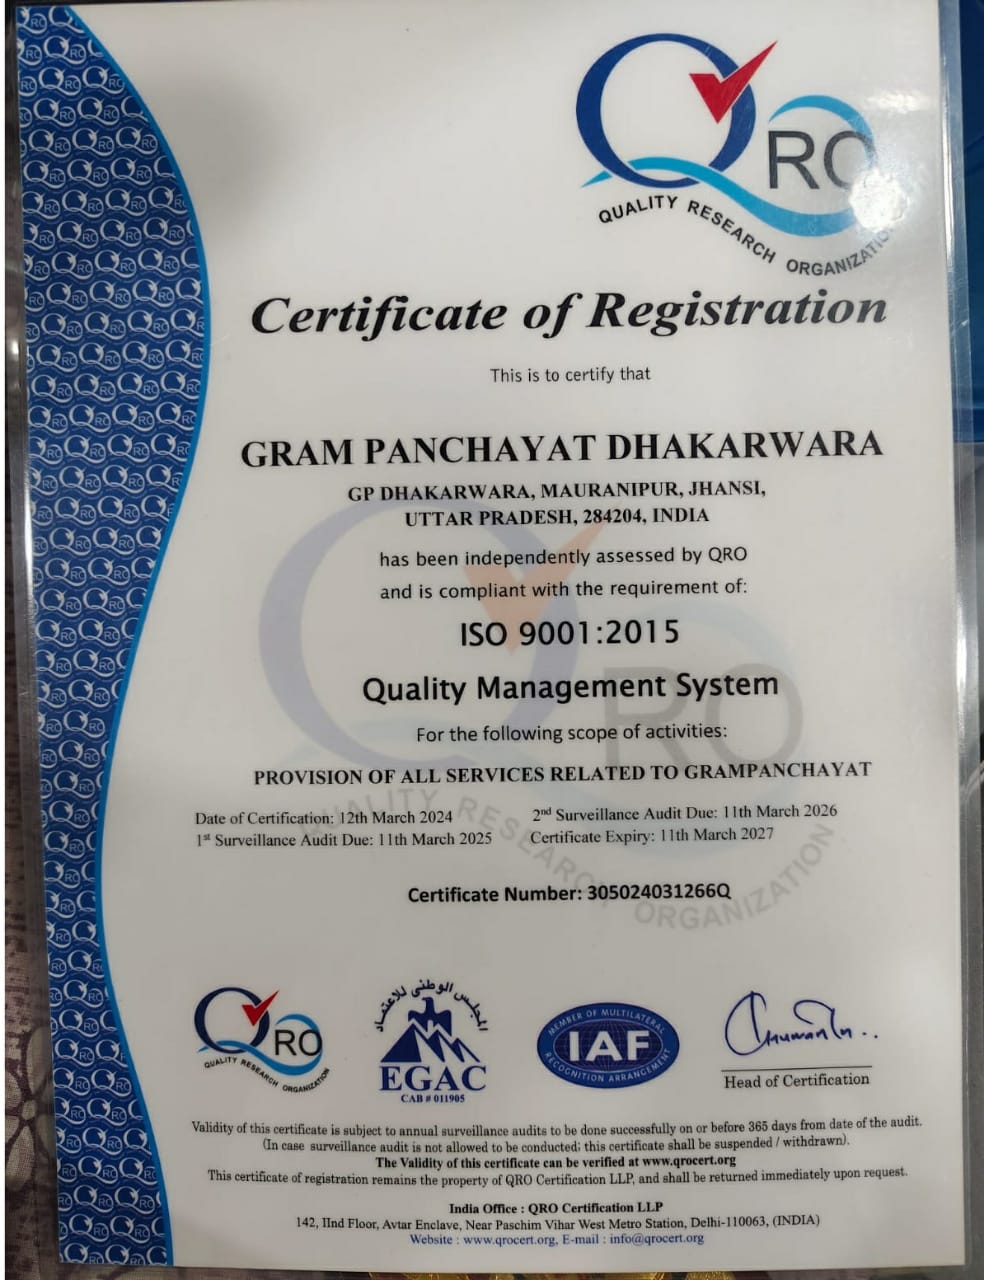 QRO
QUALITY RESEARCH ORGANIZATION
Certificate of Registration
This is to certify that
GRAM PANCHAYAT DHAKARWARA
GP DHAKARWARA, MAURANIPUR, JHANSI,
UTTAR PRADESH, 284204, INDIA
has been independently assessed by QRO
and is compliant with the requirement of:
ISO 9001:2015
Quality Management System
For the following scope of activities:
PROVISION OF ALL SERVICES RELATED TO GRAMPANCHAYAT
Date of Certification: 12th March 2024 2nd Surveillance Audit Due: 11th March 2026
1st Surveillance Audit Due: 11th March 2025 Certificate Expiry: 11th March 2027
Certificate Number: 305024031266Q
QRO
QUALITY RESEARCH ORGANIZATION
المجلس الوطنى للاعتماد
EGAC
CAB # 011905
MEMBER OF MULTILATERAL
IAF
RECOGNITION ARRANGEMENT
Head of Certification
Validity of this certificate is subject to annual surveillance audits to be done successfully on or before 365 days from date of the audit.
(In case surveillance audit is not allowed to be conducted; this certificate shall be suspended / withdrawn).
The Validity of this certificate can be verified at www.qrocert.org
This certificate of registration remains the property of QRO Certification LLP, and shall be returned immediately upon request.
India Office : QRO Certification LLP
142, IInd Floor, Avtar Enclave, Near Paschim Vihar West Metro Station, Delhi-110063, (INDIA)
Website : www.qrocert.org, E-mail : info@qrocert.org